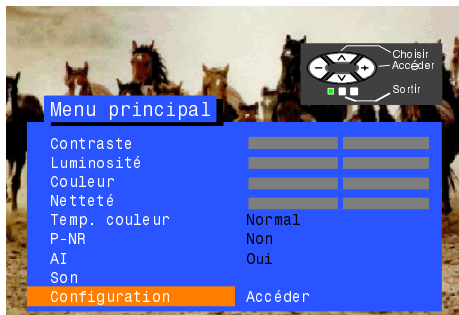 Choisir
Accéder
Sortir
Menu principal
Contraste
Luminosité
Couleur
Netteté
Temp. couleur Normal
P-NR Non
AI Oui
Son
Configuration Accéder